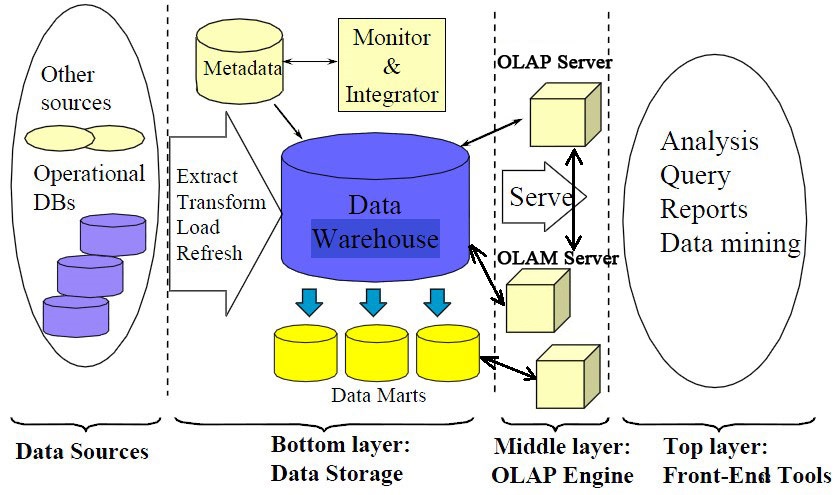 Other
sources
Operational
DBs
Metadata
Monitor
&
Integrator
Extract
Transform
Load
Refresh
Data
Warehouse
Data Marts
OLAP Server
Serve
OLAM Server
Analysis
Query
Reports
Data mining
Data Sources
Bottom layer:
Data Storage
Middle layer:
OLAP Engine
Top layer:
Front-End Tools